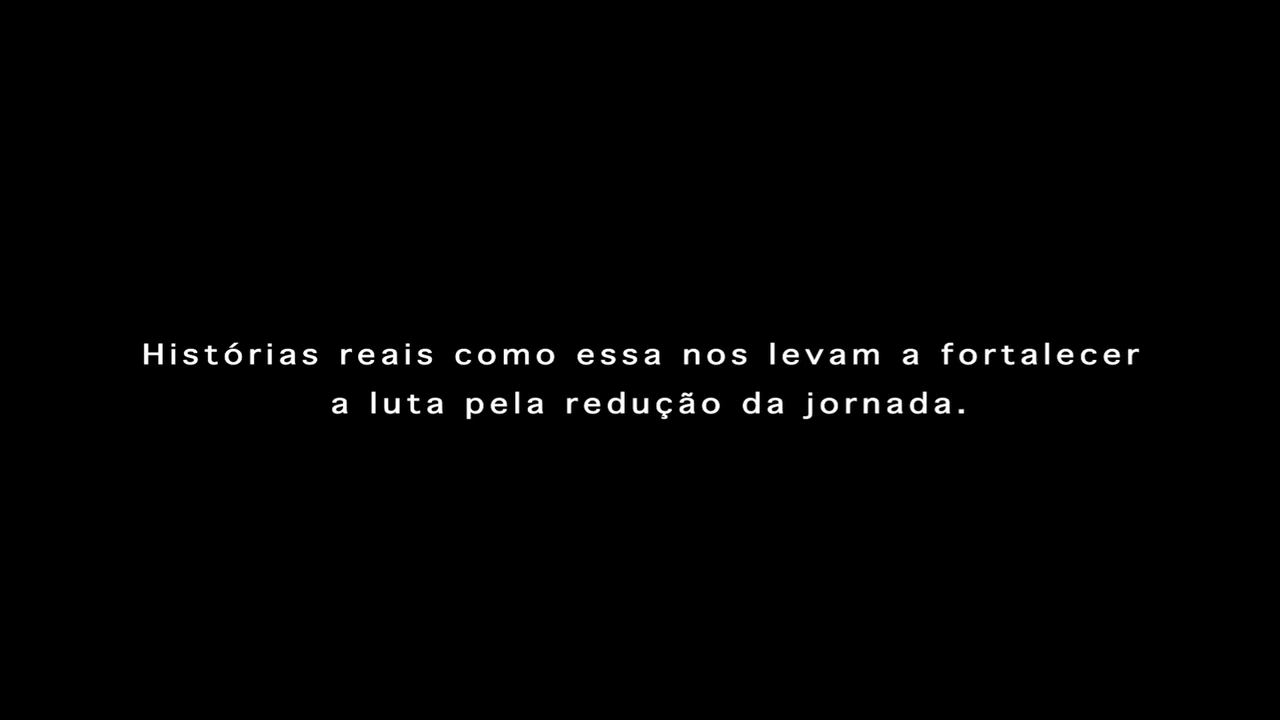 Histórias reais como essa nos levam a fortalecer
a luta pela redução da jornada.